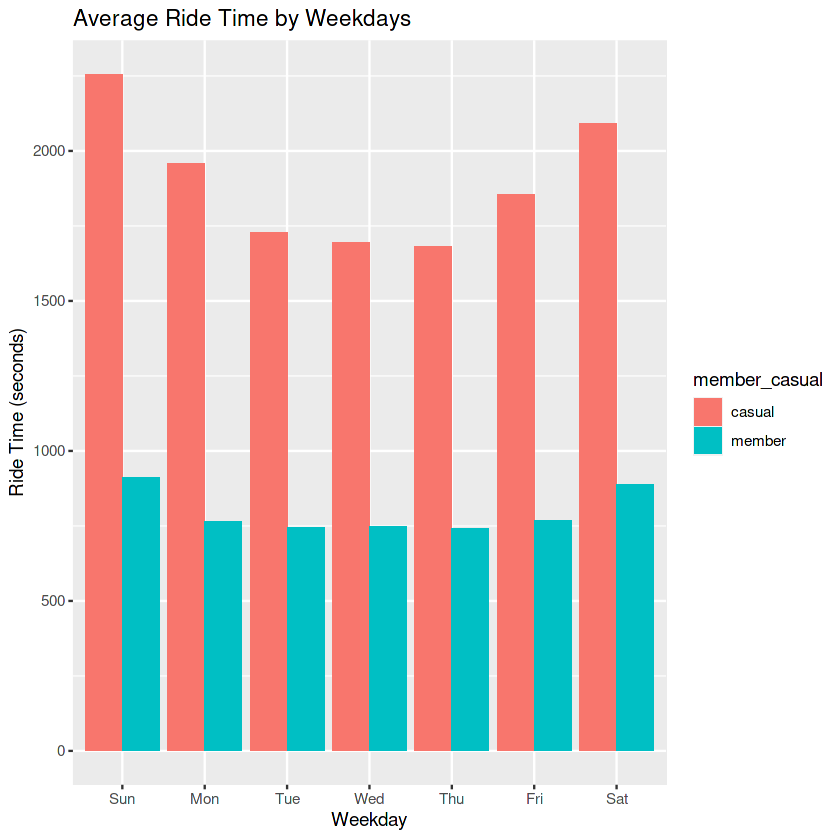 Average Ride Time by Weekdays
Ride Time (seconds)
2000
1500
1000
500
0
Sun Mon Tue Wed Thu Fri Sat
Weekday
member_casual
casual
member